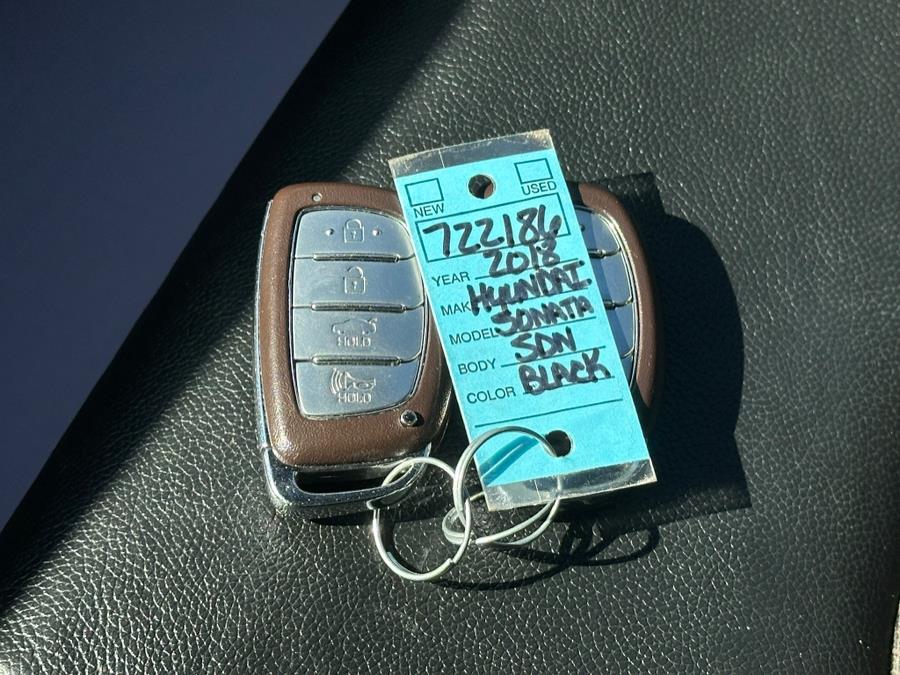 NEW USED
722186
YEAR 2018
MAK HYUNDAI
MODEL SONATA
BODY SDN
COLOR BLACK
HOLD
HOLD